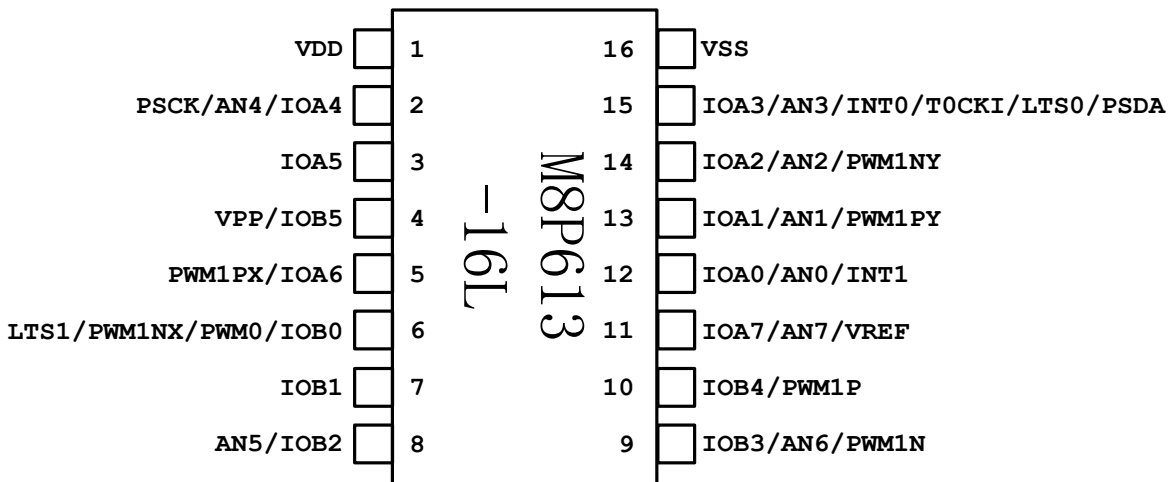 VDD 1 16 VSS
PSCK/AN4/IOA4 2 15 IOA3/AN3/INT0/T0CKI/LTS0/PSDA
IOA5 3 14 IOA2/AN2/PWM1NY
VPP/IOB5 4 13 IOA1/AN1/PWM1PY
PWM1PX/IOA6 5 12 IOA0/AN0/INT1
LTS1/PWM1NX/PWM0/IOB0 6 11 IOA7/AN7/VREF
IOB1 7 10 IOB4/PWM1P
AN5/IOB2 8 9 IOB3/AN6/PWM1N
M8P613
-16L